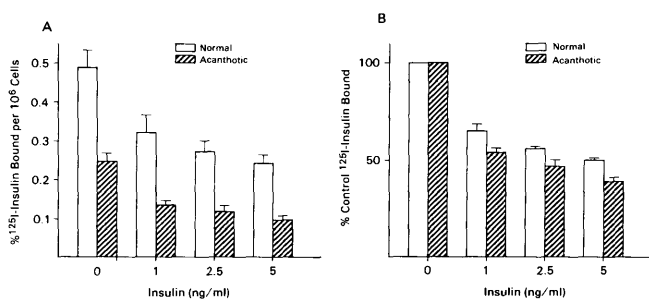 A
%¹²⁵I-Insulin Bound per 10⁶ Cells
0.5
0.4
0.3
0.2
0.1
Normal
Acanthotic
0
1
2.5
5
Insulin (ng/ml)
B
% Control ¹²⁵I-Insulin Bound
100
50
Normal
Acanthotic
0
1
2.5
5
Insulin (ng/ml)